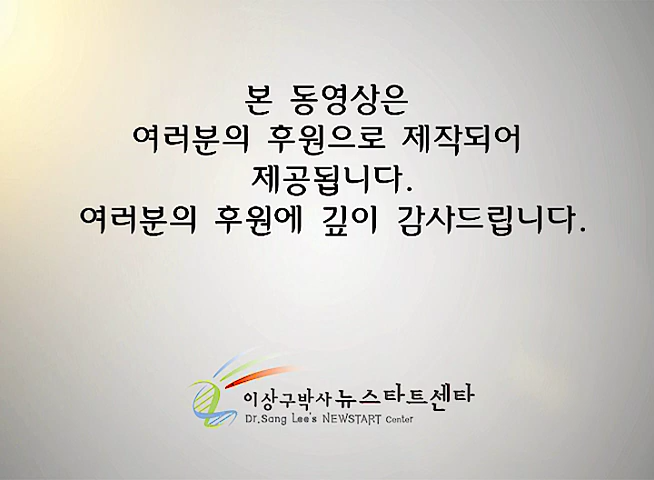 본 동영상은
여러분의 후원으로 제작되어
제공됩니다.
여러분의 후원에 깊이 감사드립니다.
이상구박사 뉴스타트센타
Dr.Sang Lee's NEWSTART Center